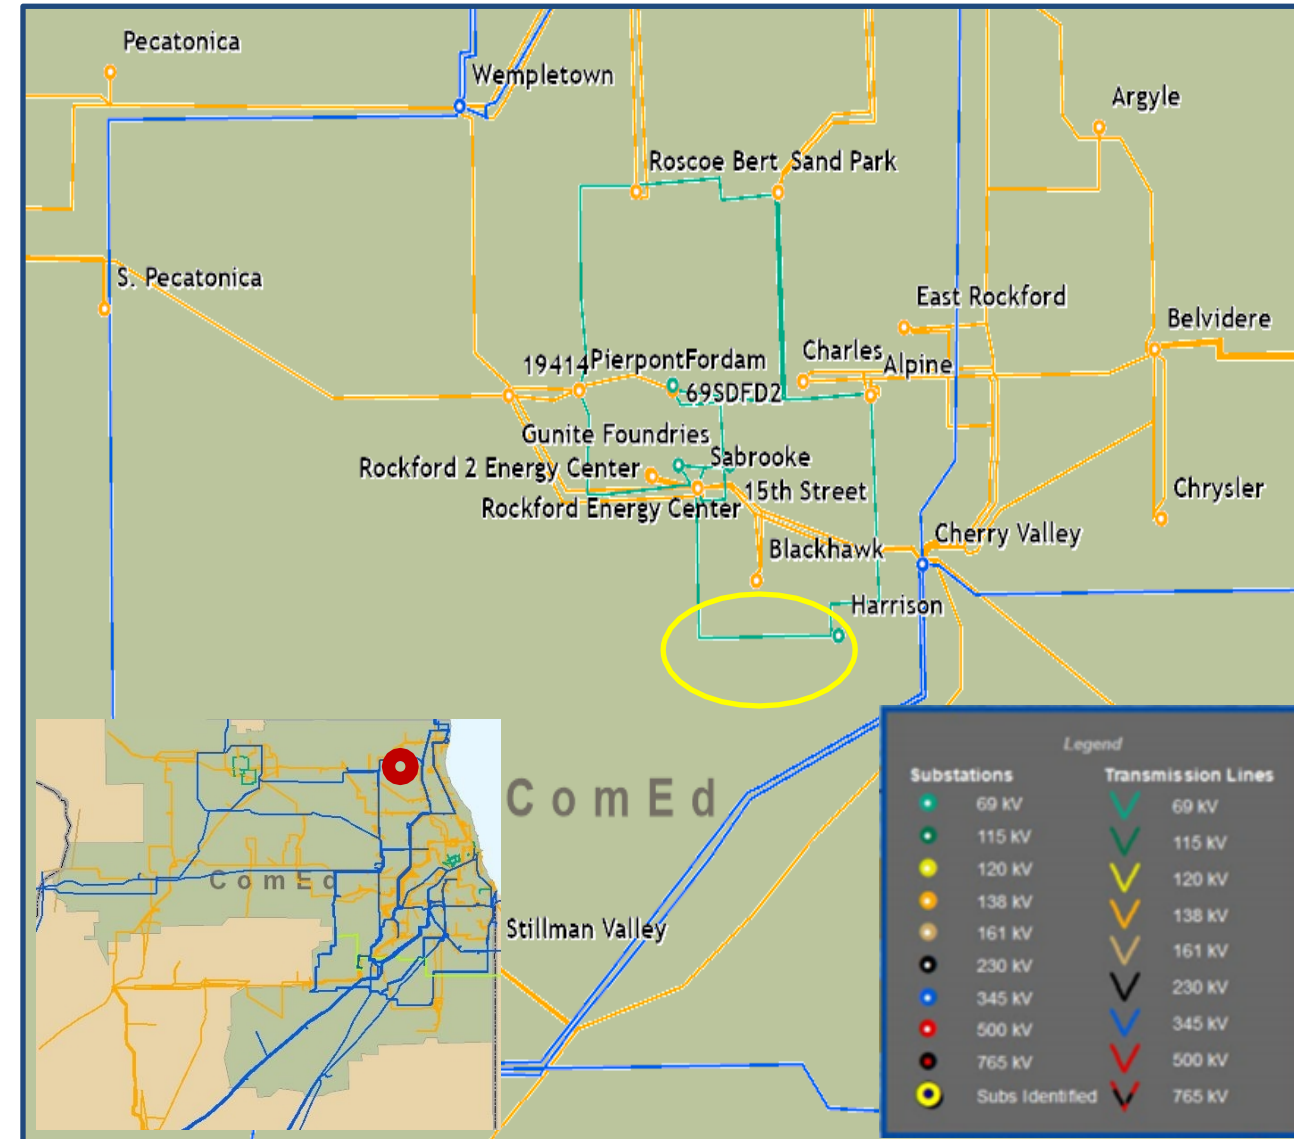 Pecatonica
Wempletown
Argyle
Roscoe Bert
Sand Park
S. Pecatonica
East Rockford
Belvidere
19414
Pierpont
Fordam
Charles
Alpine
69SDFD2
Gunite Foundries
Sabrooke
Rockford 2 Energy Center
15th Street
Chrysler
Rockford Energy Center
Blackhawk
Cherry Valley
Harrison
ComEd
ComEd
Stillman Valley
Legend
Substations
Transmission Lines
69 kV
69 kV
115 kV
115 kV
120 kV
120 kV
138 kV
138 kV
161 kV
161 kV
230 kV
230 kV
345 kV
345 kV
500 kV
500 kV
765 kV
765 kV
Subs Identified